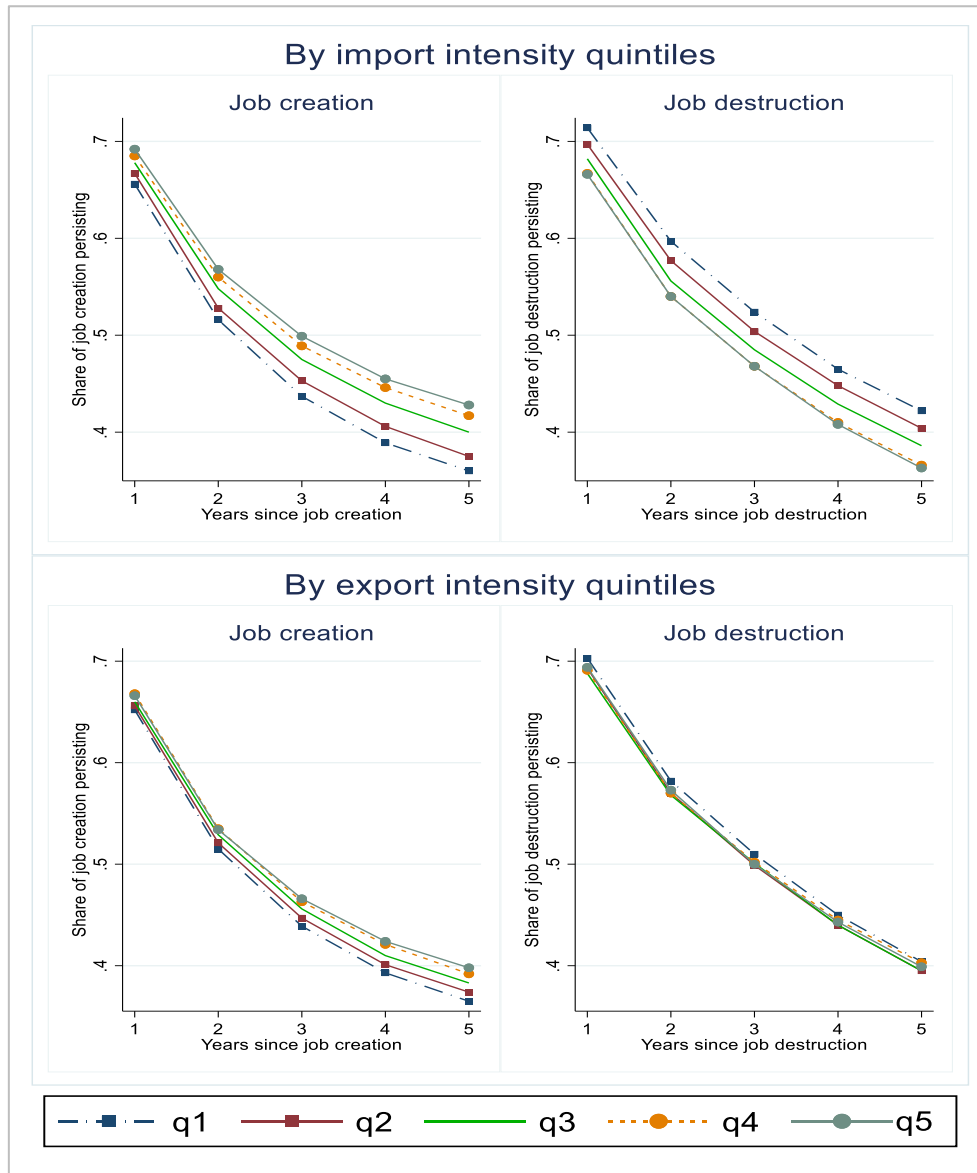 By import intensity quintiles
Job creation
Job destruction
Share of job creation persisting
.7
.6
.5
.4
1 2 3 4 5
Years since job creation
Share of job destruction persisting
.7
.6
.5
.4
1 2 3 4 5
Years since job destruction
By export intensity quintiles
Job creation
Job destruction
Share of job creation persisting
.7
.6
.5
.4
1 2 3 4 5
Years since job creation
Share of job destruction persisting
.7
.6
.5
.4
1 2 3 4 5
Years since job destruction
q1 q2 q3 q4 q5